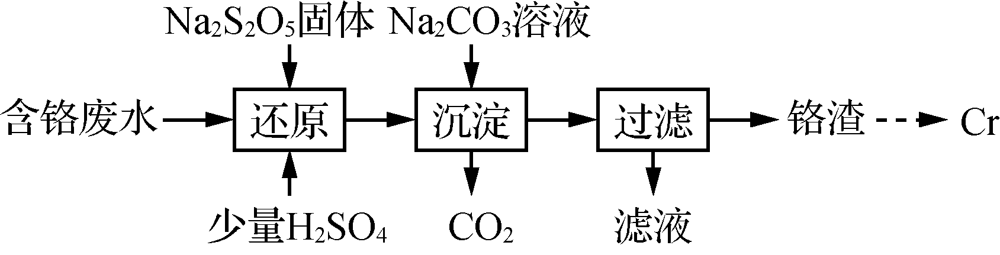 Na₂S₂O₅固体 Na₂CO₃溶液
含铬废水 还原 沉淀 过滤 铬渣 Cr
少量H₂SO₄ CO₂ 滤液